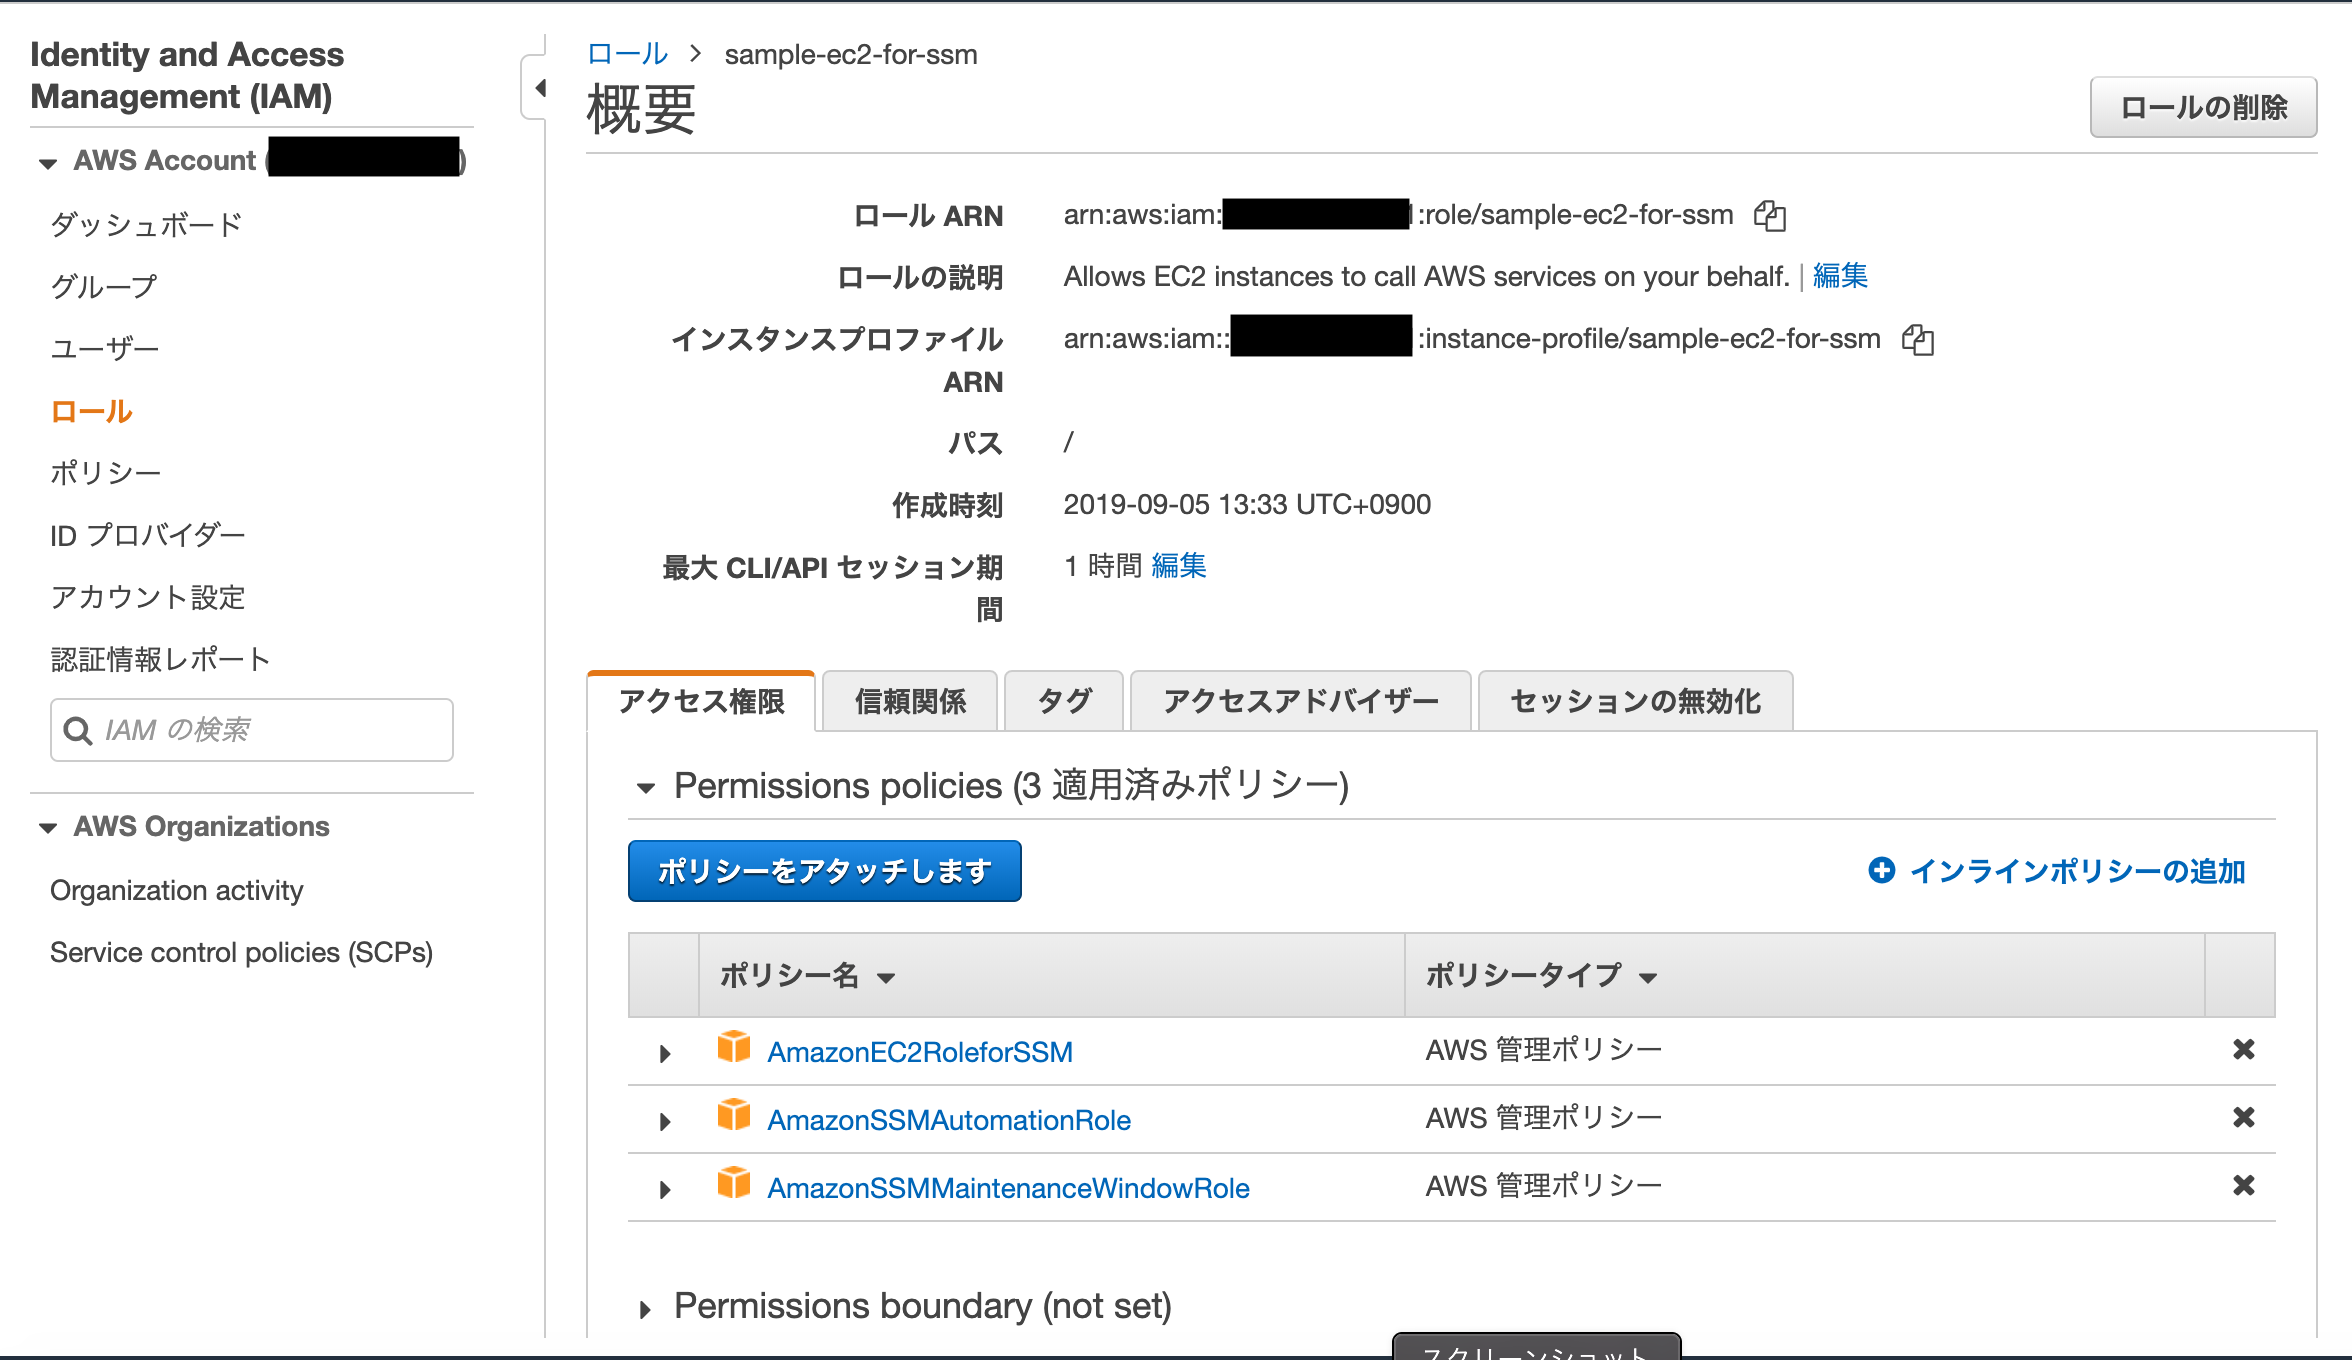 Identity and Access
Management (IAM)
AWS Account ( )
ダッシュボード
グループ
ユーザー
ロール
ポリシー
ID プロバイダー
アカウント設定
認証情報レポート
IAM の検索
AWS Organizations
Organization activity
Service control policies (SCPs)
ロール > sample-ec2-for-ssm
概要
ロールの削除
ロール ARN arn:aws:iam: :role/sample-ec2-for-ssm
ロールの説明 Allows EC2 instances to call AWS services on your behalf. | 編集
インスタンスプロファイル arn:aws:iam:: :instance-profile/sample-ec2-for-ssm
ARN
パス /
作成時刻 2019-09-05 13:33 UTC+0900
最大 CLI/API セッション期 1 時間 編集
間
アクセス権限 信頼関係 タグ アクセスアドバイザー セッションの無効化
Permissions policies (3 適用済みポリシー)
ポリシーをアタッチします インラインポリシーの追加
ポリシー名 ポリシータイプ
AmazonEC2RoleforSSM AWS 管理ポリシー
AmazonSSMAutomationRole AWS 管理ポリシー
AmazonSSMMaintenanceWindowRole AWS 管理ポリシー
Permissions boundary (not set)
スクリーンショット